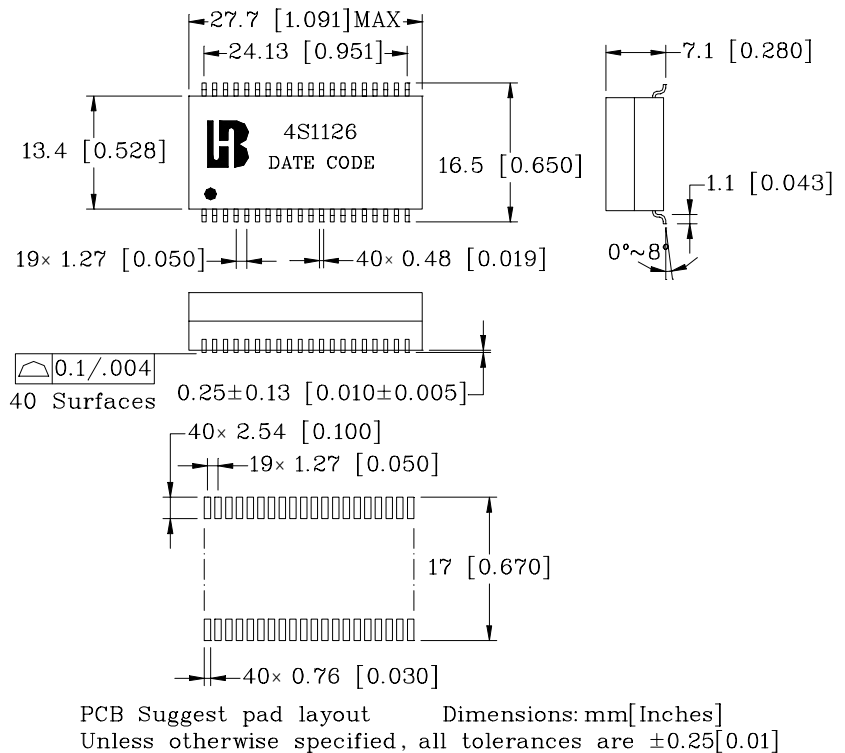 27.7 [1.091]MAX
24.13 [0.951]
7.1 [0.280]
4S1126
DATE CODE
13.4 [0.528]
16.5 [0.650]
1.1 [0.043]
19× 1.27 [0.050]
40× 0.48 [0.019]
0°~8°
0.1/.004
40 Surfaces
0.25±0.13 [0.010±0.005]
40× 2.54 [0.100]
19× 1.27 [0.050]
17 [0.670]
40× 0.76 [0.030]
PCB Suggest pad layout Dimensions: mm[Inches]
Unless otherwise specified, all tolerances are ±0.25[0.01]